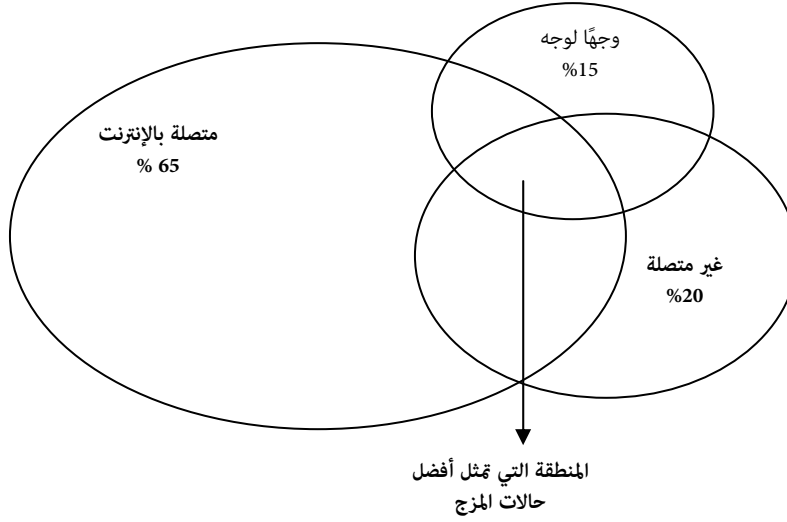 وجهًا لوجه
%15
متصلة بالإنترنت
% 65
غير متصلة
%20
المنطقة التي تمثل أفضل
حالات المزج